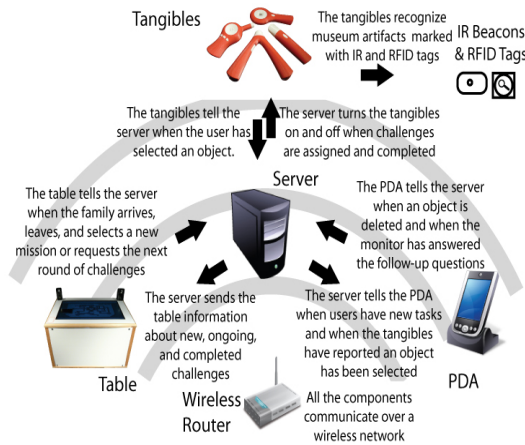 Tangibles
The tangibles recognize
museum artifacts marked
with IR and RFID tags
IR Beacons
& RFID Tags
The tangibles tell the
server when the user has
selected an object.
The server turns the tangibles
on and off when challenges
are assigned and completed
Server
The table tells the server
when the family arrives,
leaves, and selects a new
mission or requests the next
round of challenges
The PDA tells the server
when an object is
deleted and when the
monitor has answered
the follow-up questions
The server sends the
table information
about new, ongoing,
and completed
challenges
The server tells the PDA
when users have new tasks
and when the tangibles
have reported an object
has been selected
Table
PDA
Wireless
Router
All the components
communicate over a
wireless network